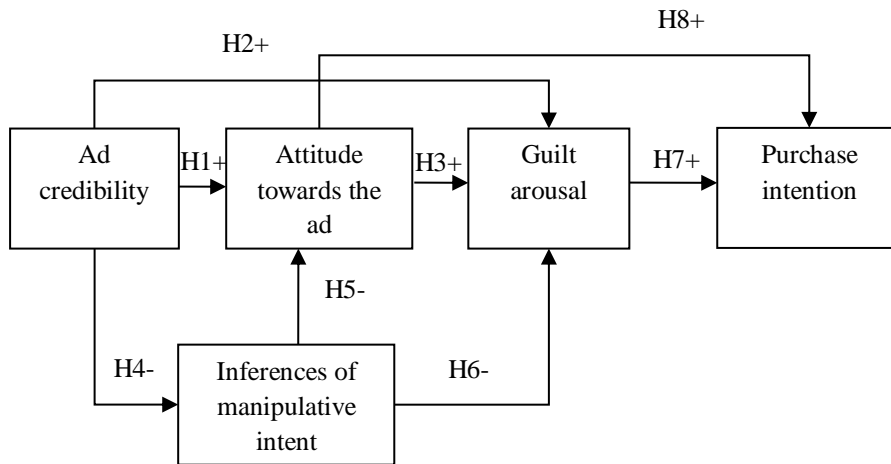 H8+
H2+
Ad
credibility
H1+
Attitude
towards the
ad
H3+
Guilt
arousal
H7+
Purchase
intention
H5-
H4-
Inferences of
manipulative
intent
H6-